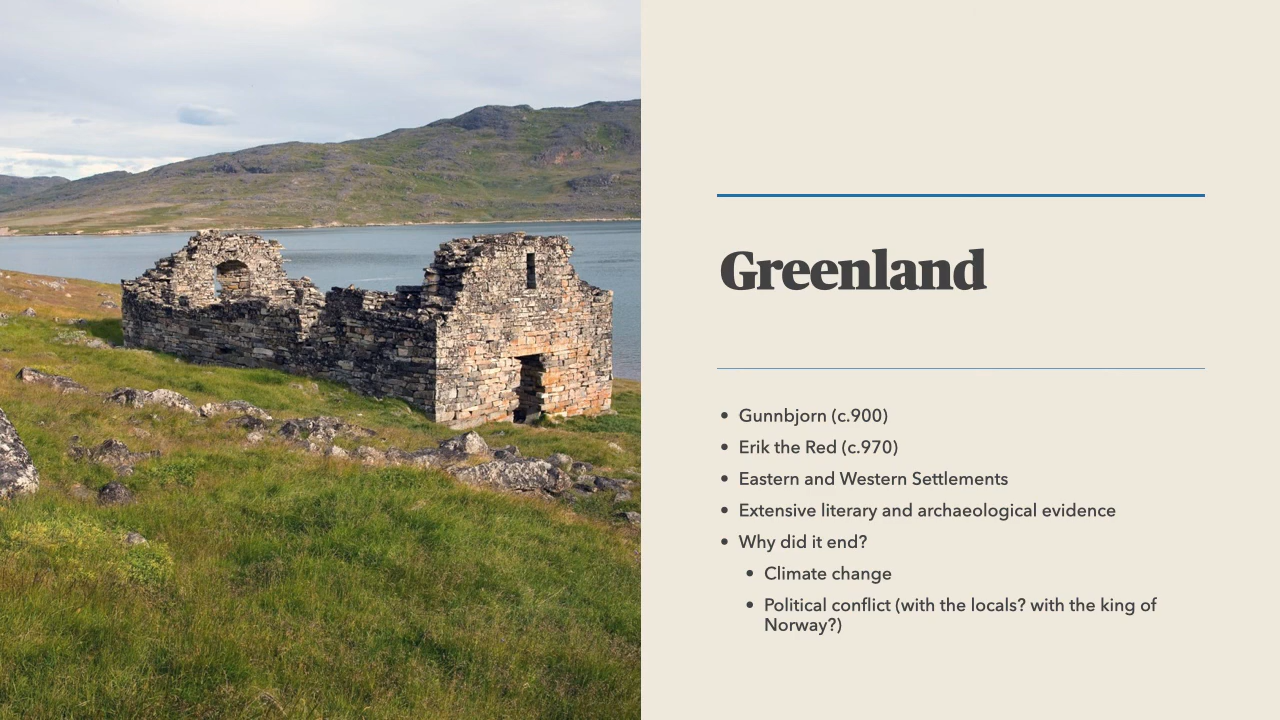 Greenland
• Gunnbjorn (c.900)
• Erik the Red (c.970)
• Eastern and Western Settlements
• Extensive literary and archaeological evidence
• Why did it end?
• Climate change
• Political conflict (with the locals? with the king of
Norway?)